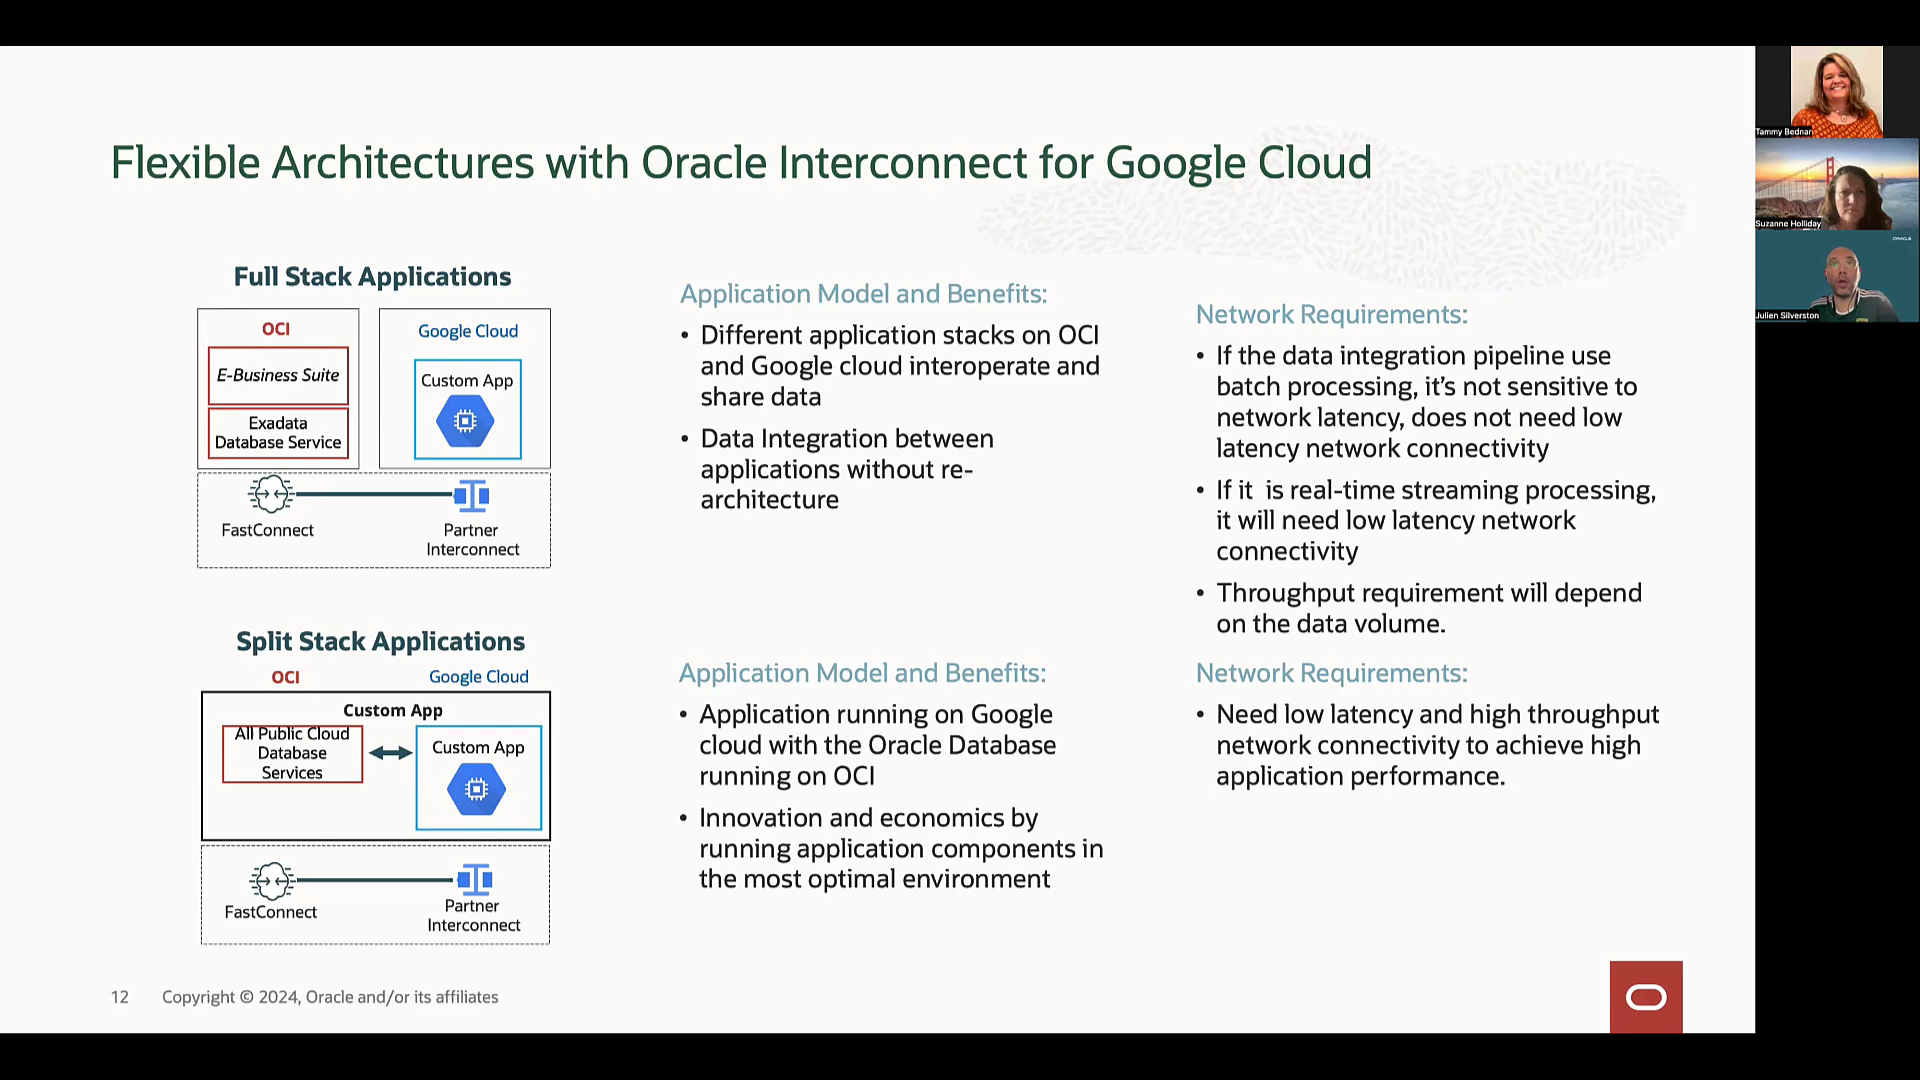 Flexible Architectures with Oracle Interconnect for Google Cloud
Full Stack Applications
OCI
E-Business Suite
Exadata
Database Service
Google Cloud
Custom App
FastConnect
Partner
Interconnect
Application Model and Benefits:
• Different application stacks on OCI
and Google cloud interoperate and
share data
• Data Integration between
applications without re-
architecture
Network Requirements:
• If the data integration pipeline use
batch processing, it’s not sensitive to
network latency, does not need low
latency network connectivity
• If it  is real-time streaming processing,
it will need low latency network
connectivity
• Throughput requirement will depend
on the data volume.
Split Stack Applications
OCI
Google Cloud
Custom App
All Public Cloud
Database
Services
Custom App
FastConnect
Partner
Interconnect
Application Model and Benefits:
• Application running on Google
cloud with the Oracle Database
running on OCI
• Innovation and economics by
running application components in
the most optimal environment
Network Requirements:
• Need low latency and high throughput
network connectivity to achieve high
application performance.
12
Copyright © 2024, Oracle and/or its affiliates
Tammy Bednar
Suzanne Holliday
ORACLE
Julien Silverston